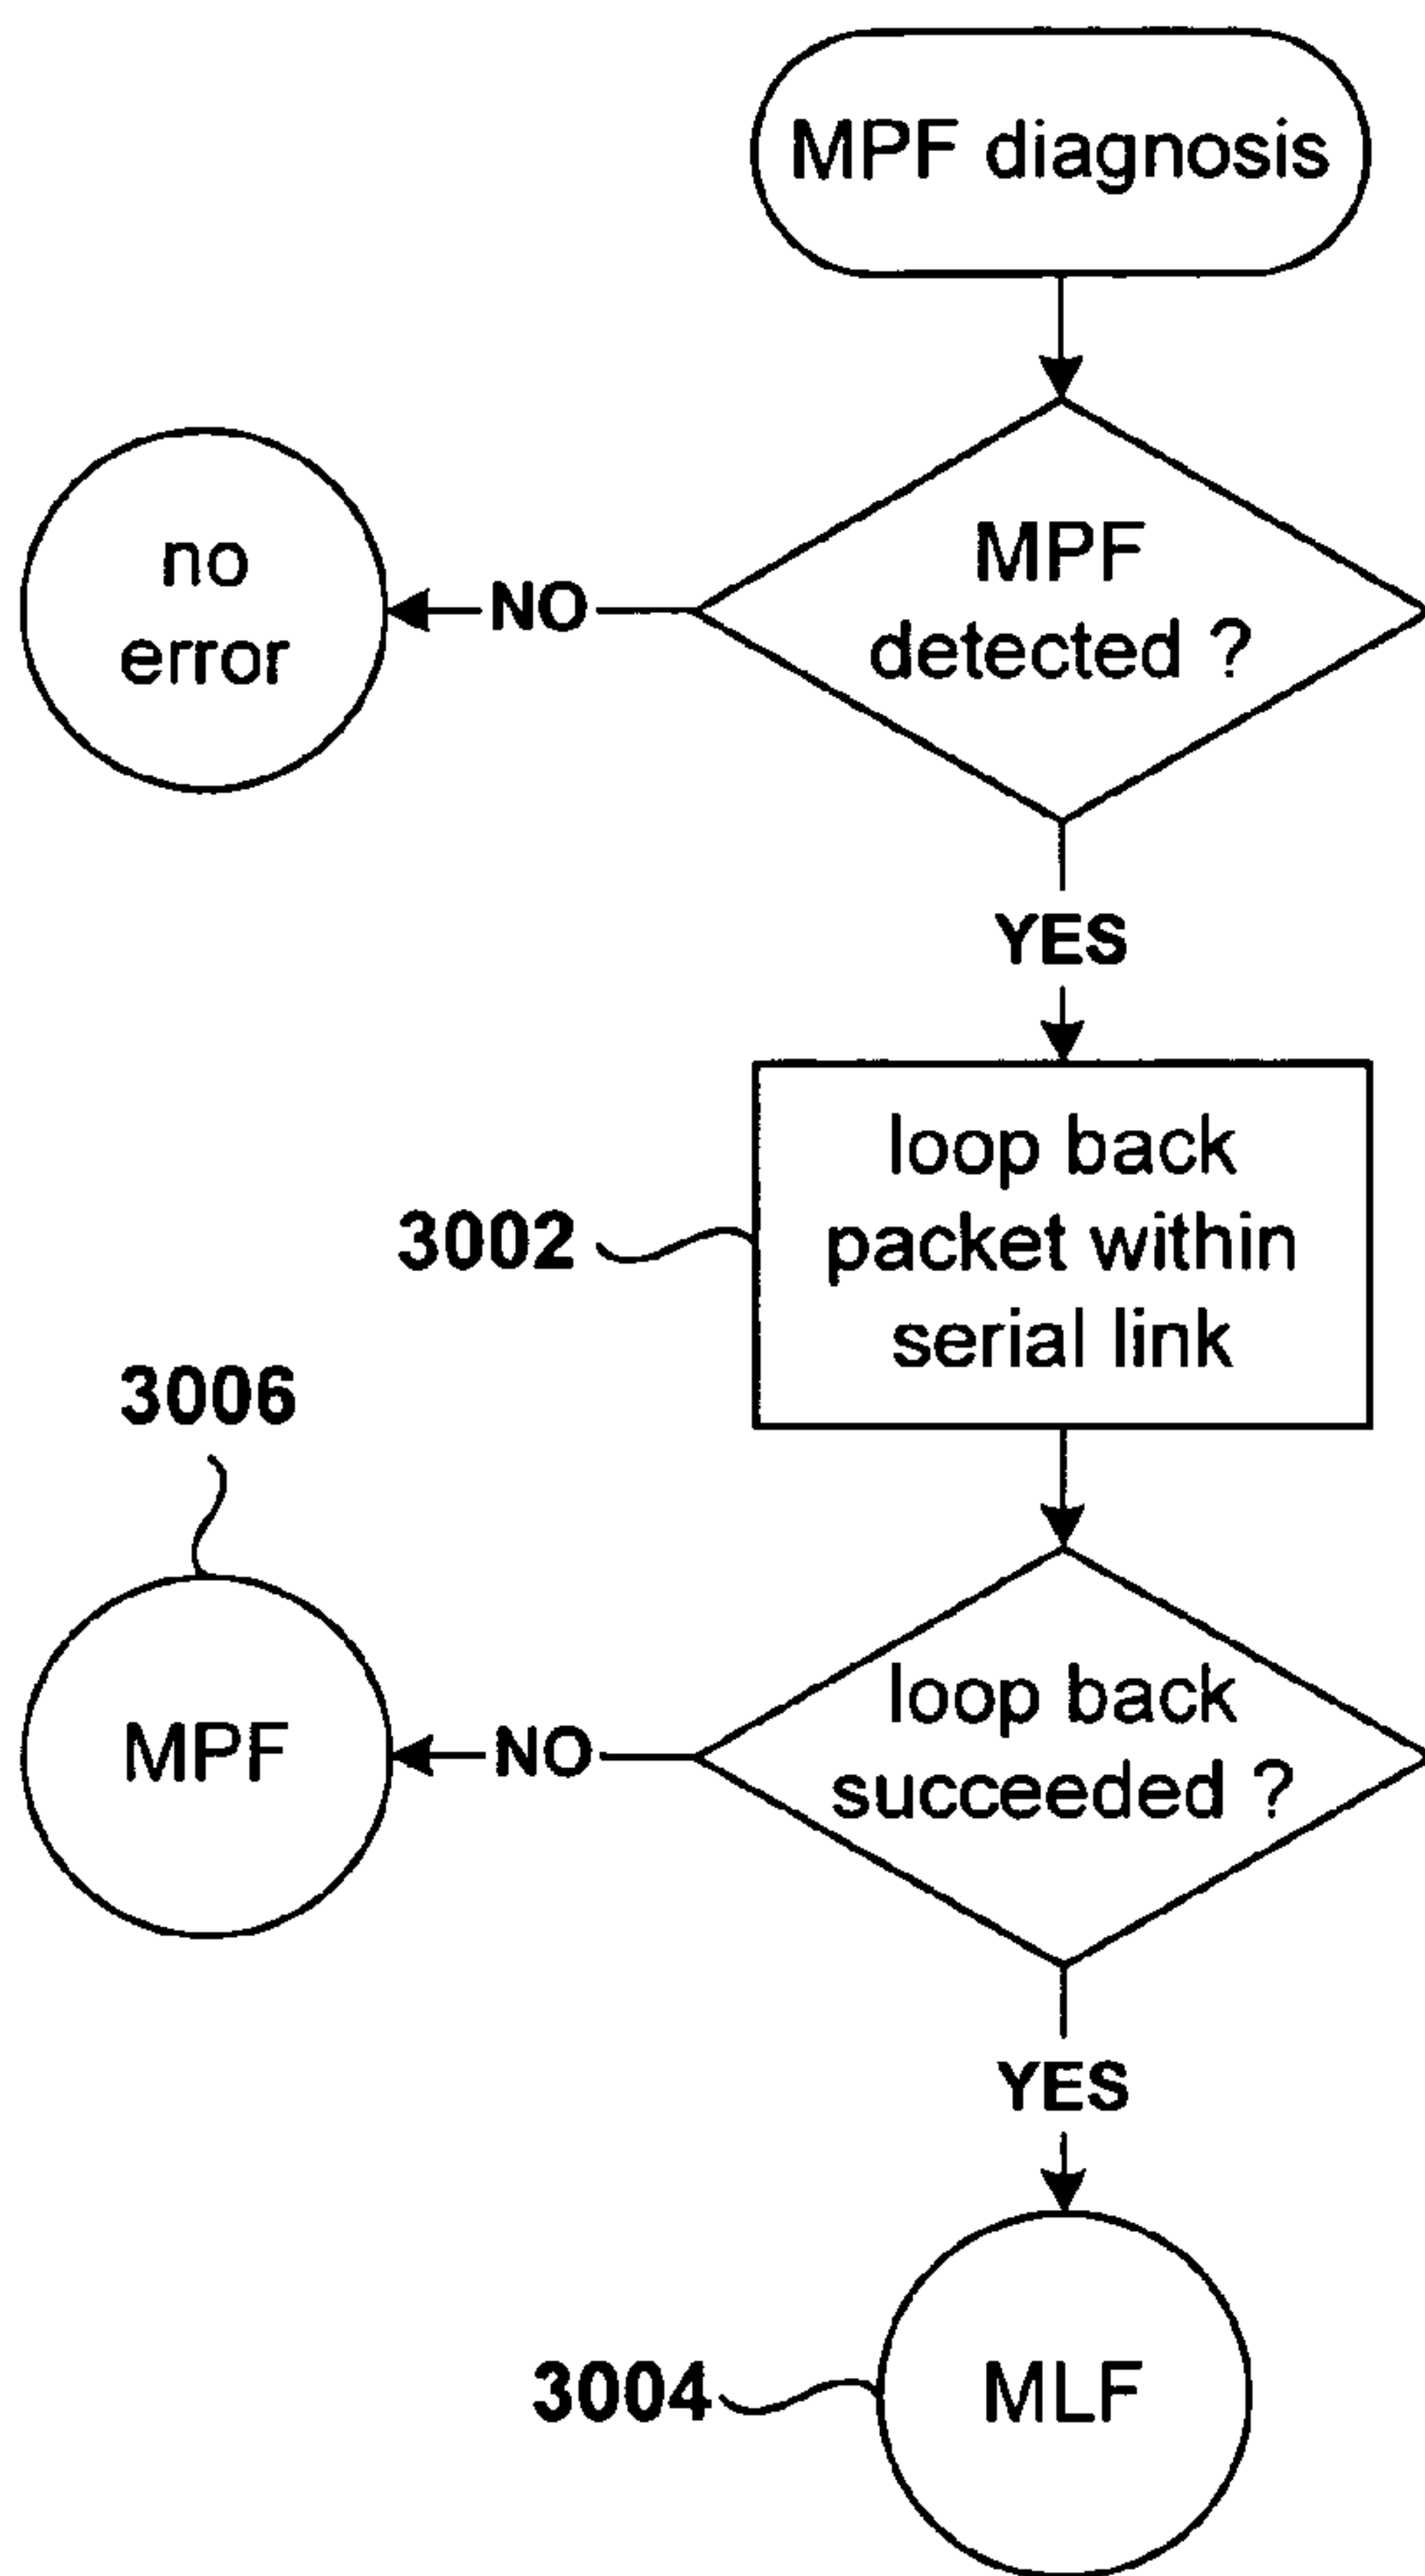 MPF diagnosis
MPF
detected ?
NO
no
error
YES
loop back
packet within
serial link
3002
3006
loop back
succeeded ?
NO
MPF
YES
MLF
3004